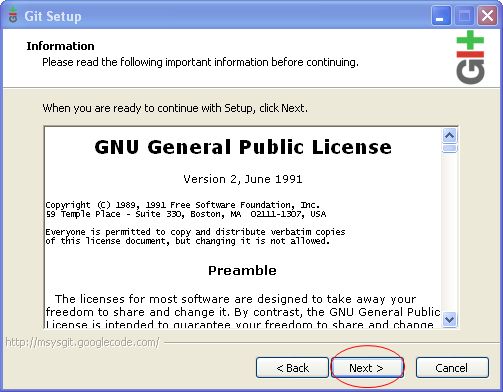 Git Setup
Information
Please read the following important information before continuing.
Git
When you are ready to continue with Setup, click Next.
GNU General Public License
Version 2, June 1991
Copyright (C) 1989, 1991 Free Software Foundation, Inc.
59 Temple Place - Suite 330, Boston, MA  02111-1307, USA
Everyone is permitted to copy and distribute verbatim copies
of this license document, but changing it is not allowed.
Preamble
The licenses for most software are designed to take away your
freedom to share and change it. By contrast, the GNU General Public
License is intended to guarantee your freedom to share and change
http://msysgit.googlecode.com/
< Back
Next >
Cancel